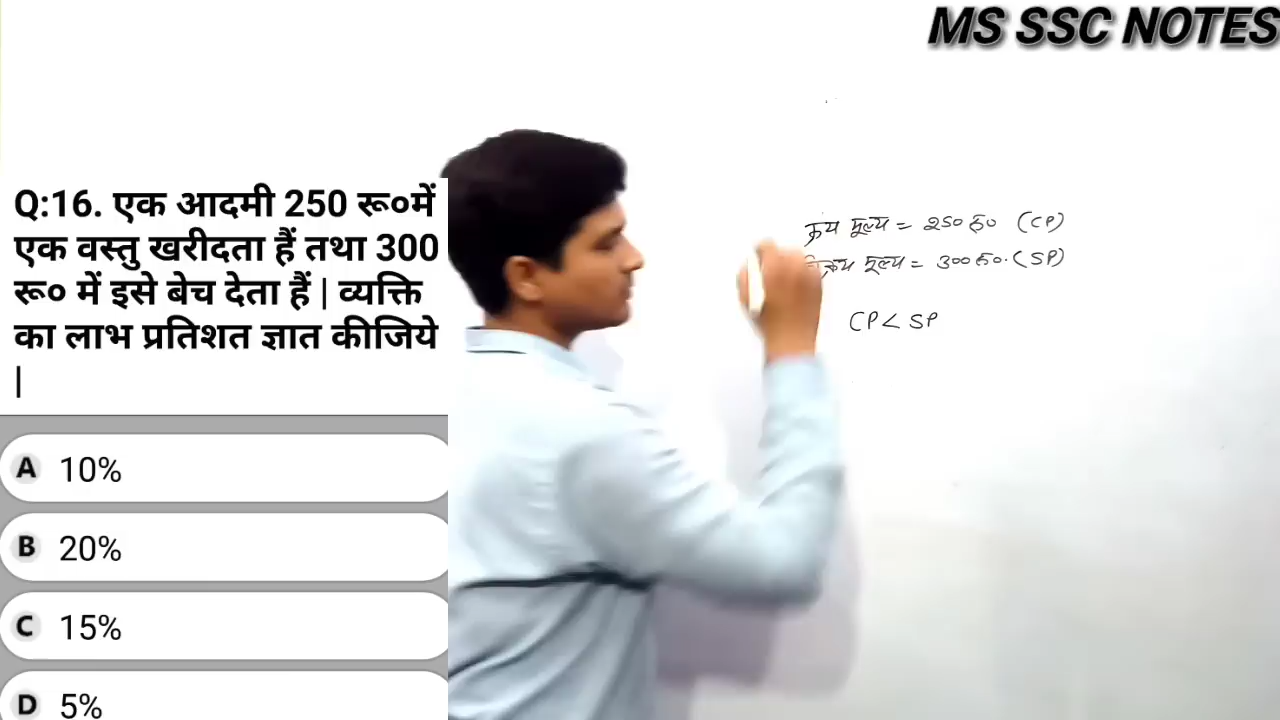 MS SSC NOTES
Q:16. एक आदमी 250 रू०में
एक वस्तु खरीदता हैं तथा 300
रू० में इसे बेच देता हैं | व्यक्ति
का लाभ प्रतिशत ज्ञात कीजिये
|
A 10%
B 20%
C 15%
D 5%
क्रय मूल्य = 250 रु० (CP)
विक्रय मूल्य = 300 रु०. (SP)
CP < SP